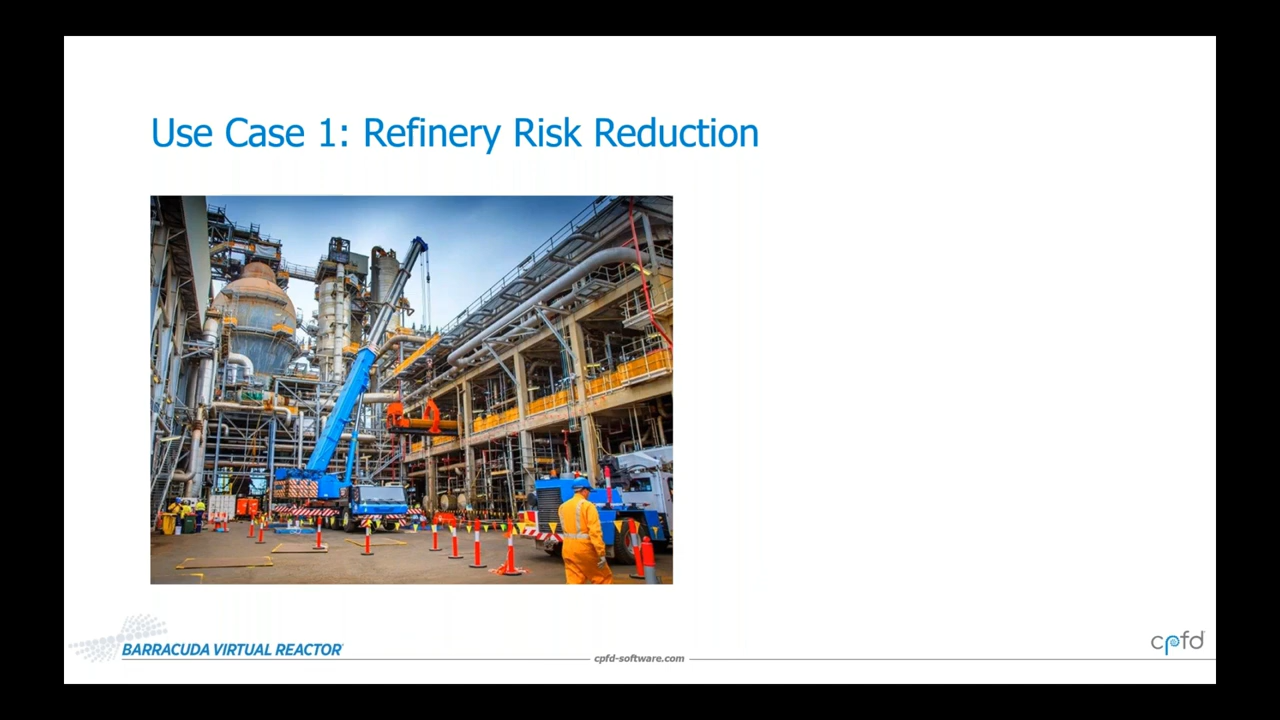 Use Case 1: Refinery Risk Reduction
BARRACUDA VIRTUAL REACTOR
cpfd-software.com
cpfd